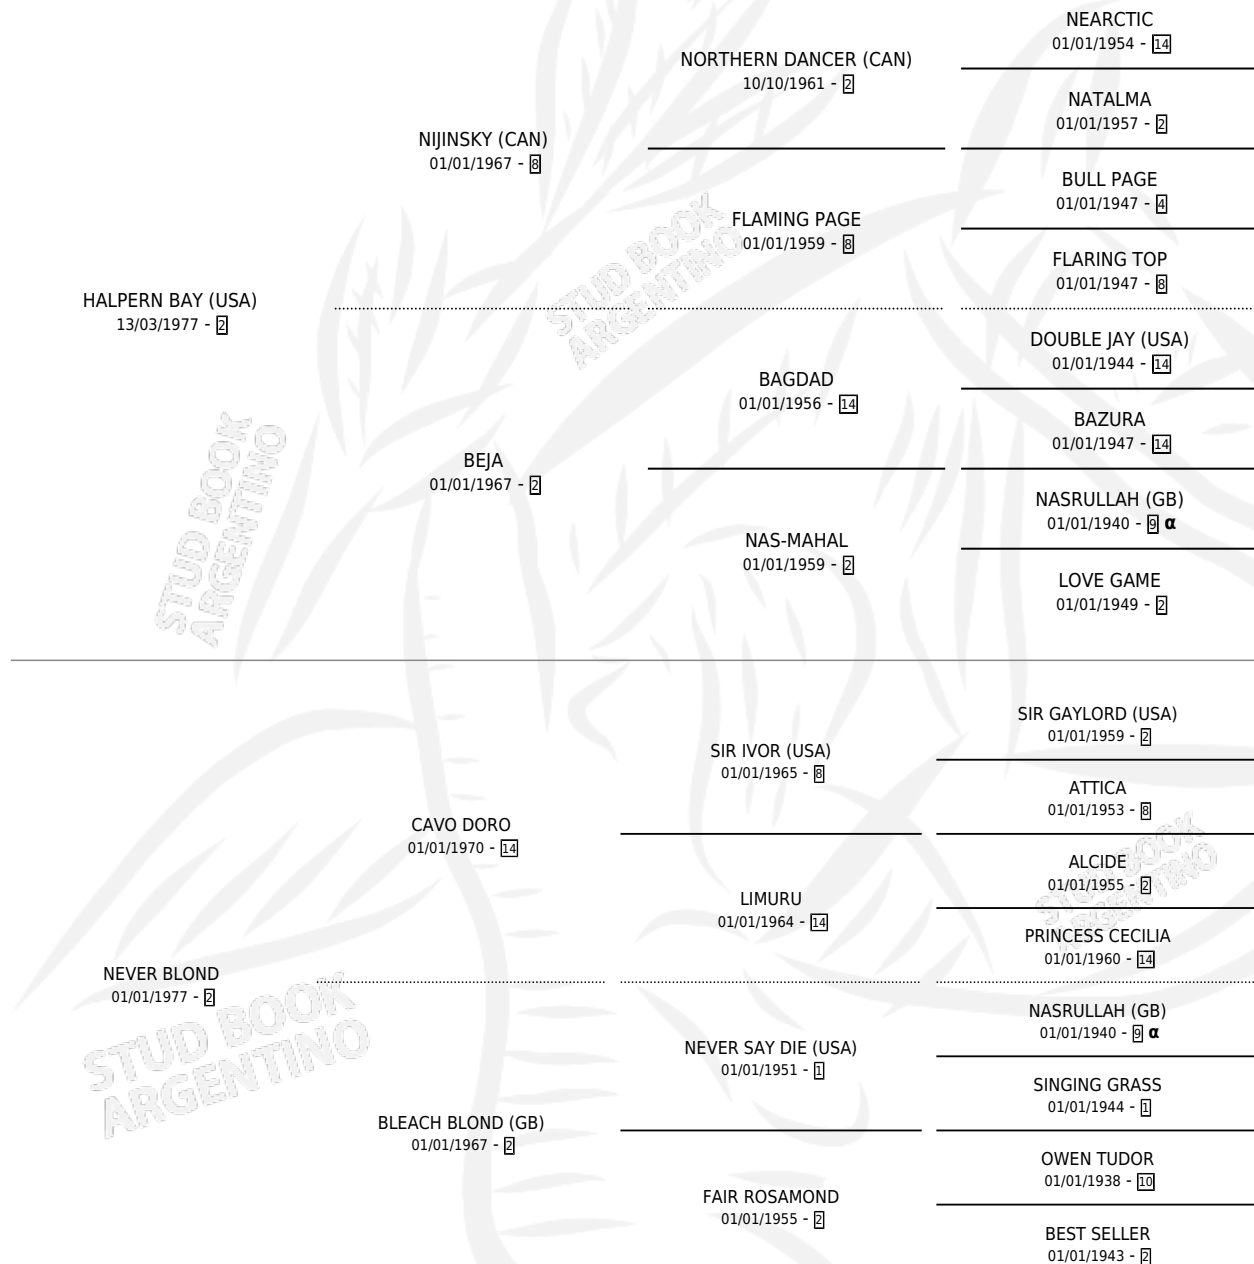 NEARCTIC
01/01/1954 - 14
NORTHERN DANCER (CAN)
10/10/1961 - 2
NATALMA
01/01/1957 - 2
NIJINSKY (CAN)
01/01/1967 - 8
BULL PAGE
01/01/1947 - 4
FLAMING PAGE
01/01/1959 - 8
FLARING TOP
01/01/1947 - 8
STUD BOOK
ARGENTINO
HALPERN BAY (USA)
13/03/1977 - 2
DOUBLE JAY (USA)
01/01/1944 - 14
BAGDAD
01/01/1956 - 14
BAZURA
01/01/1947 - 14
BEJA
01/01/1967 - 2
NASRULLAH (GB)
01/01/1940 - 9 α
NAS-MAHAL
01/01/1959 - 2
LOVE GAME
01/01/1949 - 2
STUD BOOK
ARGENTINO
SIR GAYLORD (USA)
01/01/1959 - 2
SIR IVOR (USA)
01/01/1965 - 8
ATTICA
01/01/1953 - 8
CAVO DORO
01/01/1970 - 14
ALCIDE
01/01/1955 - 2
LIMURU
01/01/1964 - 14
PRINCESS CECILIA
01/01/1960 - 14
STUD BOOK
ARGENTINO
NEVER BLOND
01/01/1977 - 2
STUD BOOK
ARGENTINO
NASRULLAH (GB)
01/01/1940 - 9 α
NEVER SAY DIE (USA)
01/01/1951 - 1
SINGING GRASS
01/01/1944 - 1
BLEACH BLOND (GB)
01/01/1967 - 2
OWEN TUDOR
01/01/1938 - 10
FAIR ROSAMOND
01/01/1955 - 2
BEST SELLER
01/01/1943 - 2